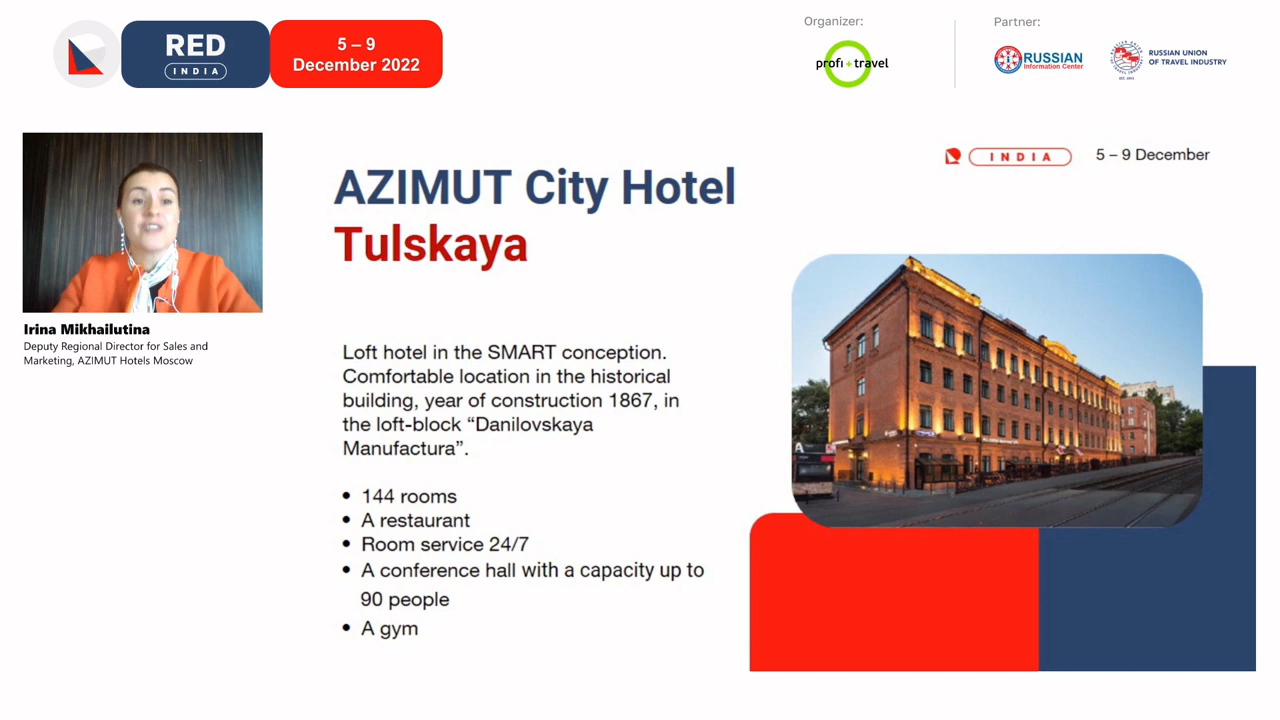 RED
INDIA
5 – 9
December 2022
Organizer:
profi + travel
Partner:
RUSSIAN
Information Center
RUSSIAN UNION
OF TRAVEL INDUSTRY
INDIA
5 – 9 December
AZIMUT City Hotel
Tulskaya
Irina Mikhailutina
Deputy Regional Director for Sales and
Marketing, AZIMUT Hotels Moscow
Loft hotel in the SMART conception.
Comfortable location in the historical
building, year of construction 1867, in
the loft-block “Danilovskaya
Manufactura”.
• 144 rooms
• A restaurant
• Room service 24/7
• A conference hall with a capacity up to
90 people
• A gym